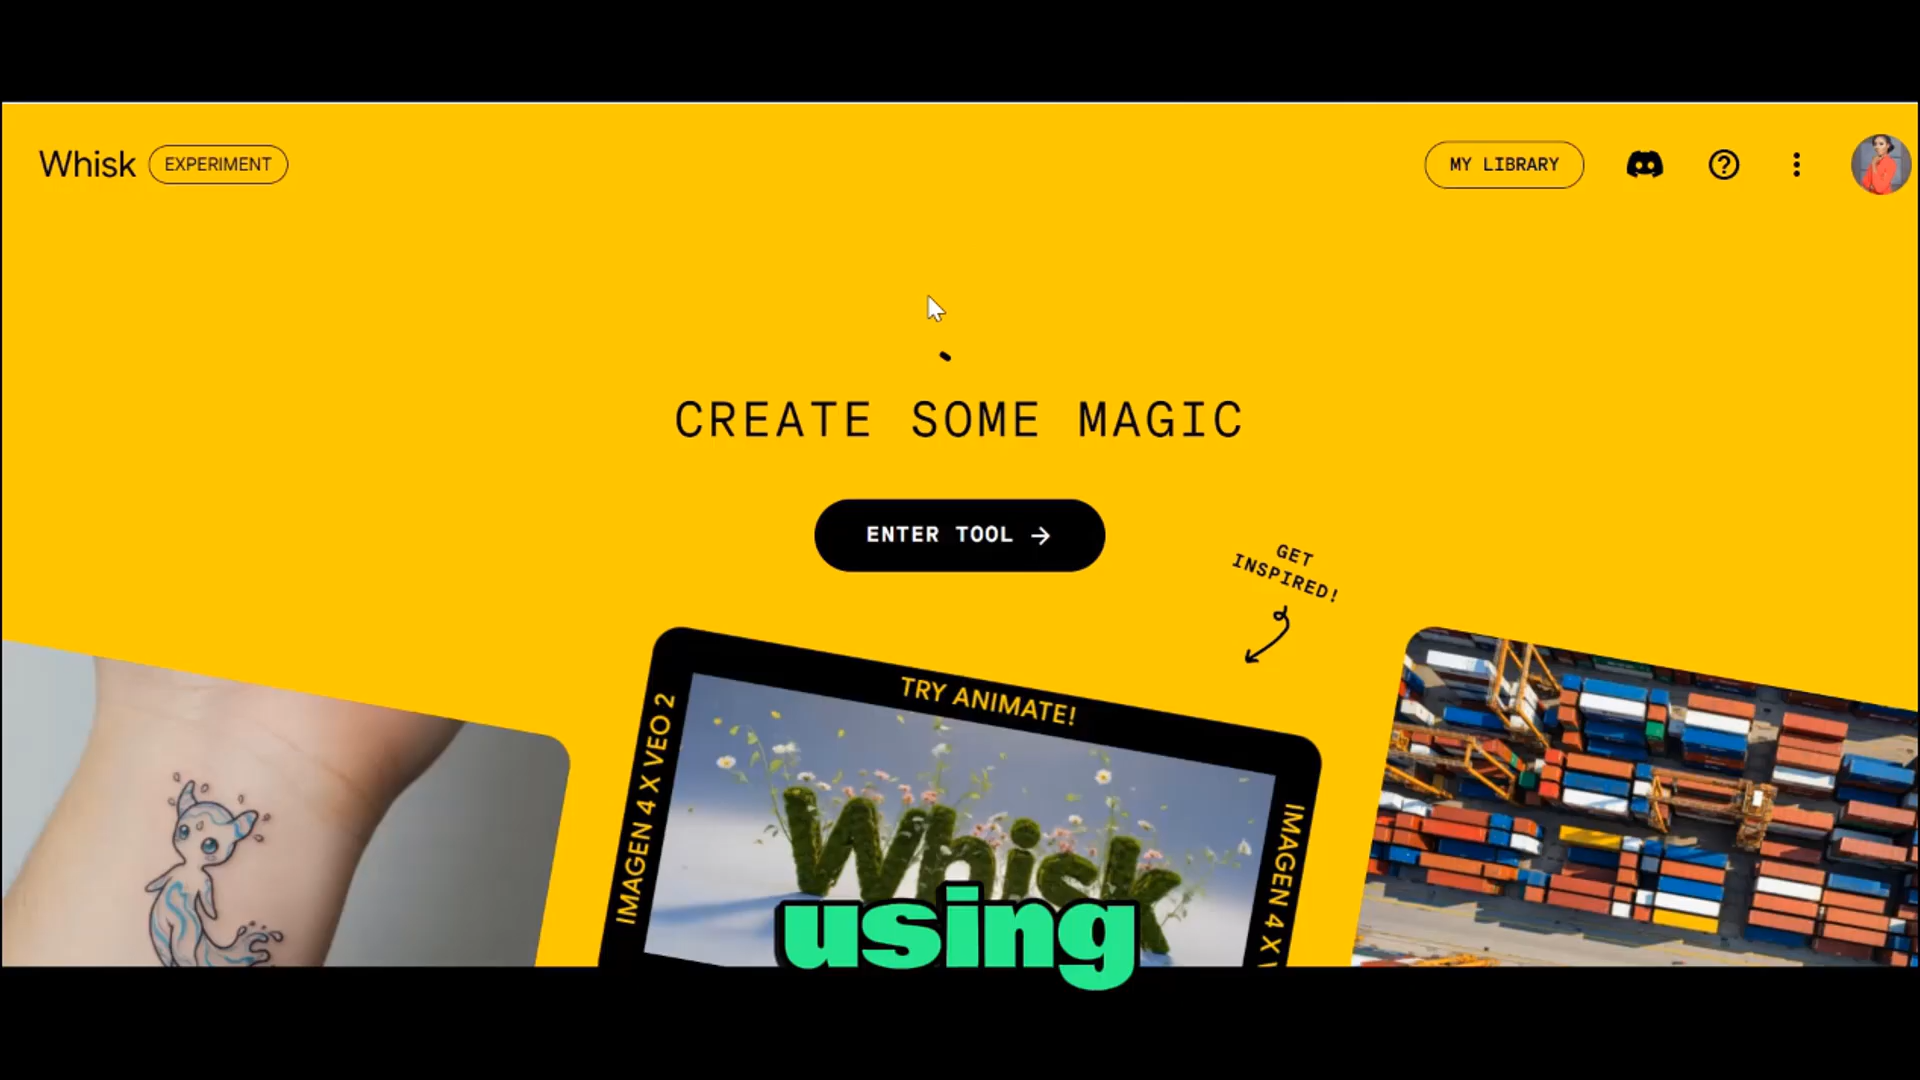 Whisk EXPERIMENT
MY LIBRARY
CREATE SOME MAGIC
ENTER TOOL →
GET
INSPIRED!
TRY ANIMATE!
IMAGEN 4 X VEO 2
Whisk
IMAGEN 4 X
using